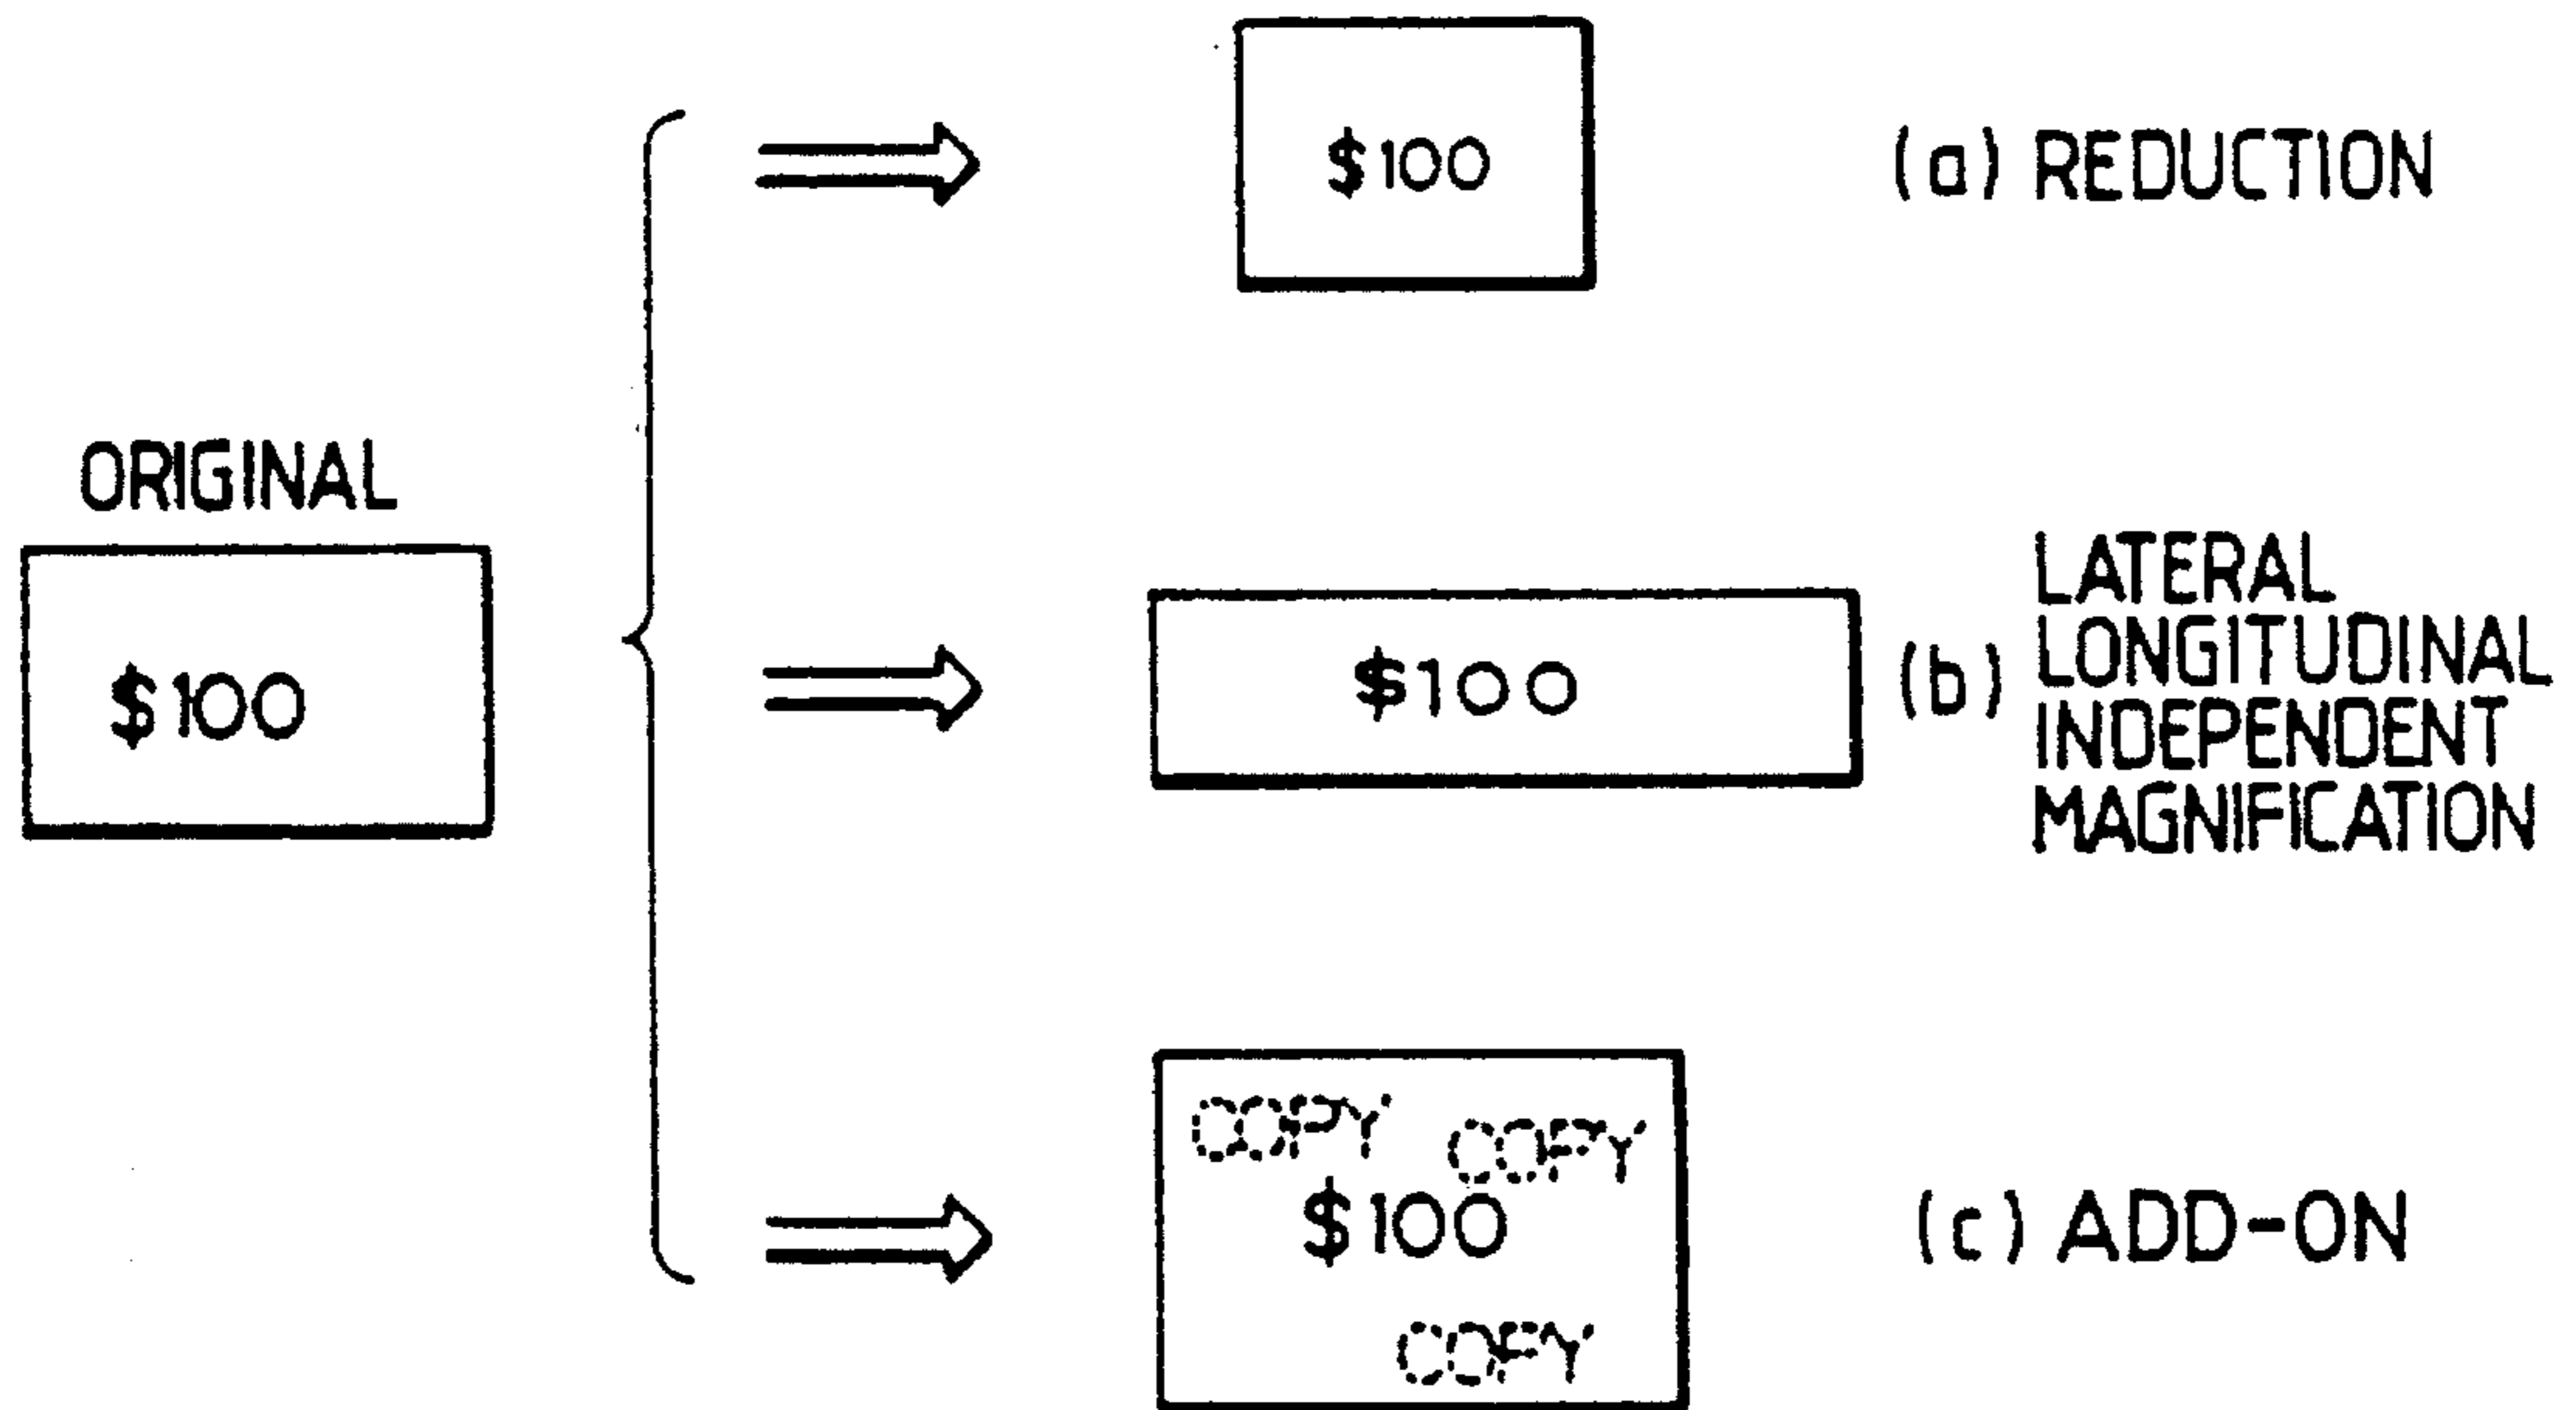 ORIGINAL
$100
$100
(a) REDUCTION
$100
(b) LATERAL
LONGITUDINAL
INDEPENDENT
MAGNIFICATION
COPY
COPY
$100
COPY
(c) ADD-ON